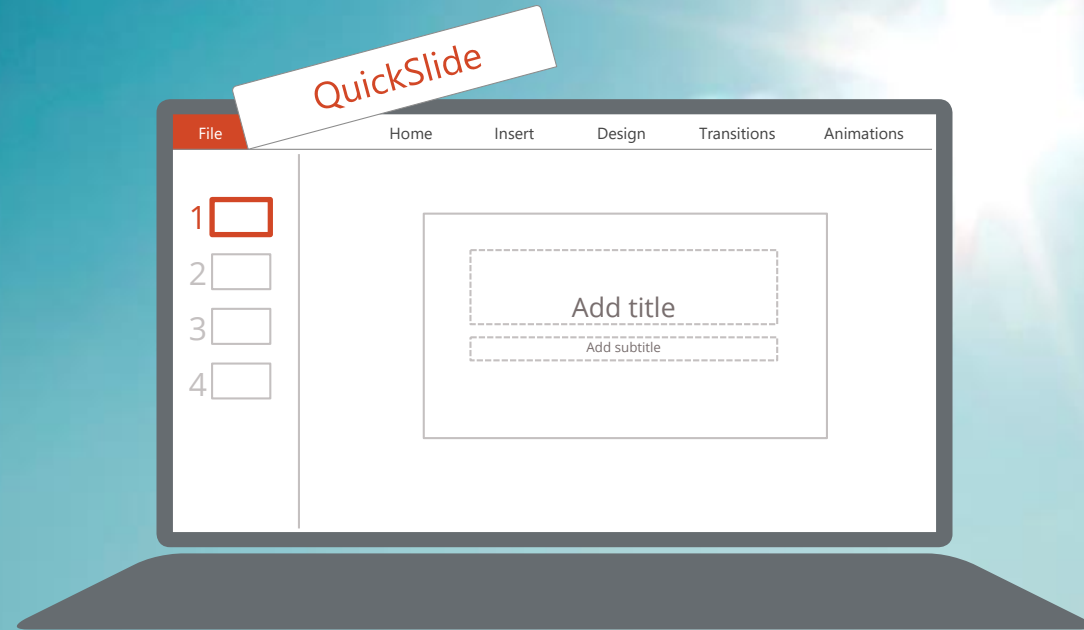 QuickSlide
File Home Insert Design Transitions Animations
1
2
3
4
Add title
Add subtitle